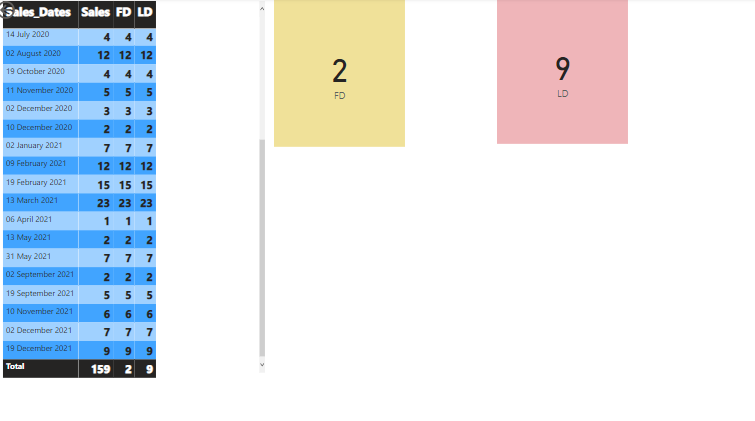 Sales_Dates Sales FD LD
14 July 2020 4 4 4
02 August 2020 12 12 12
19 October 2020 4 4 4
11 November 2020 5 5 5
02 December 2020 3 3 3
10 December 2020 2 2 2
02 January 2021 7 7 7
09 February 2021 12 12 12
19 February 2021 15 15 15
13 March 2021 23 23 23
06 April 2021 1 1 1
13 May 2021 2 2 2
31 May 2021 7 7 7
02 September 2021 2 2 2
19 September 2021 5 5 5
10 November 2021 6 6 6
02 December 2021 7 7 7
19 December 2021 9 9 9
Total 159 2 9
2
FD
9
LD